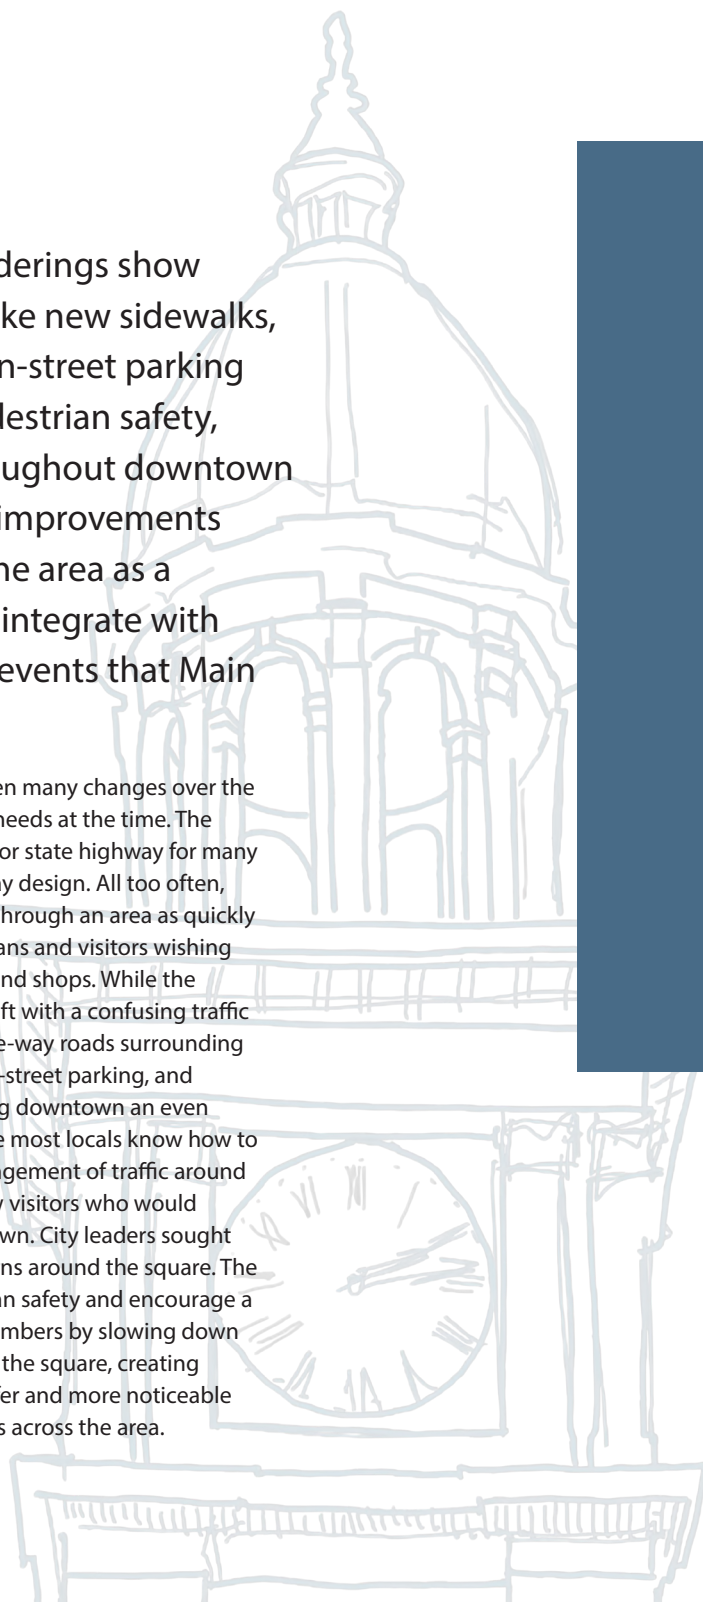 derings show
ke new sidewalks,
n-street parking
destrian safety,
ughout downtown
improvements
ne area as a
integrate with
events that Main
en many changes over the
needs at the time. The
or state highway for many
y design. All too often,
through an area as quickly
ans and visitors wishing
nd shops. While the
ft with a confusing traffic
e-way roads surrounding
-street parking, and
g downtown an even
e most locals know how to
gement of traffic around
y visitors who would
wn. City leaders sought
ns around the square. The
an safety and encourage a
mbers by slowing down
the square, creating
fer and more noticeable
s across the area.